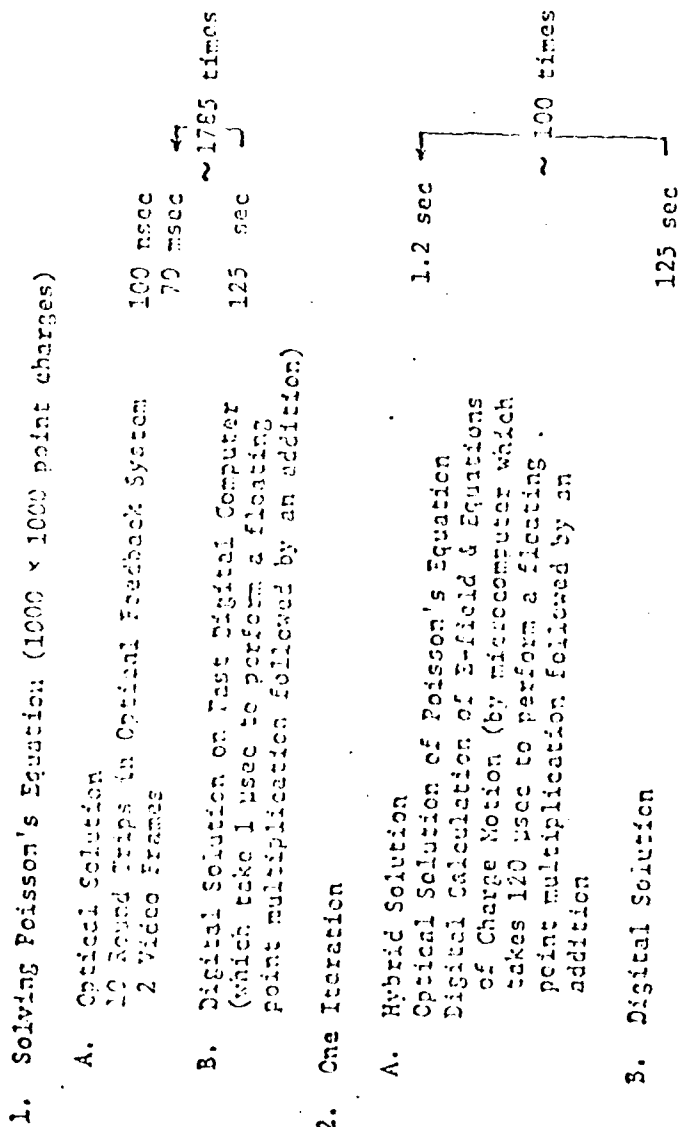 1. Solving Poisson's Equation (1000 × 1000 point charges)
A. Optical Solution
10 Round Trips in Optical Feedback System 100 nsec
2 Video Frames 70 msec
~ 1785 times
B. Digital Solution on Fast Digital Computer 125 sec
(which take 1 μsec to perform a floating
point multiplication followed by an addition)
2. One Iteration
A. Hybrid Solution 1.2 sec
Optical Solution of Poisson's Equation
Digital Calculation of E-field & Equations
of Charge Motion (by microcomputer which
takes 120 μsec to perform a floating
point multiplication followed by an
addition
~ 100 times
B. Digital Solution 125 sec